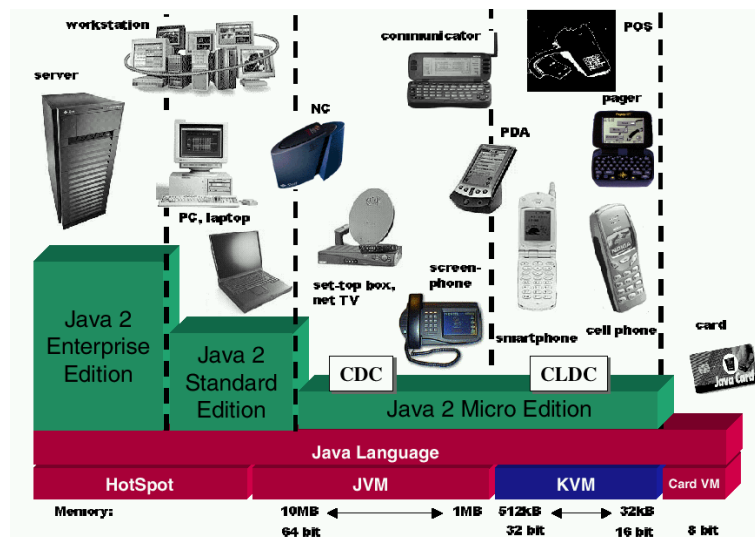 workstation
server
communicator
POS
NC
pager
PDA
PC, laptop
set-top box,
net TV
screen-
phone
smartphone
cell phone
card
Java Card
Java 2
Enterprise
Edition
Java 2
Standard
Edition
CDC
CLDC
Java 2 Micro Edition
Java Language
HotSpot
JVM
KVM
Card VM
Memory:
10MB
1MB
512kB
32kB
64 bit
32 bit
16 bit
8 bit